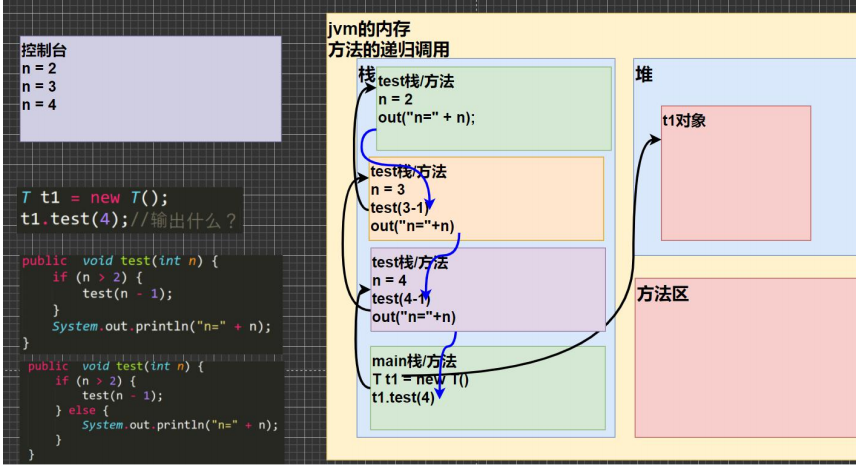 控制台
n = 2
n = 3
n = 4
T t1 = new T();
t1.test(4);//输出什么？
public  void test(int n) {
    if (n > 2) {
        test(n - 1);
    }
    System.out.println("n=" + n);
}
public  void test(int n) {
    if (n > 2) {
        test(n - 1);
    } else {
        System.out.println("n=" + n);
    }
}
jvm的内存
方法的递归调用
栈
test栈/方法
n = 2
out("n=" + n);
test栈/方法
n = 3
test(3-1)
out("n="+n)
test栈/方法
n = 4
test(4-1)
out("n="+n)
main栈/方法
T t1 = new T()
t1.test(4)
堆
t1对象
方法区